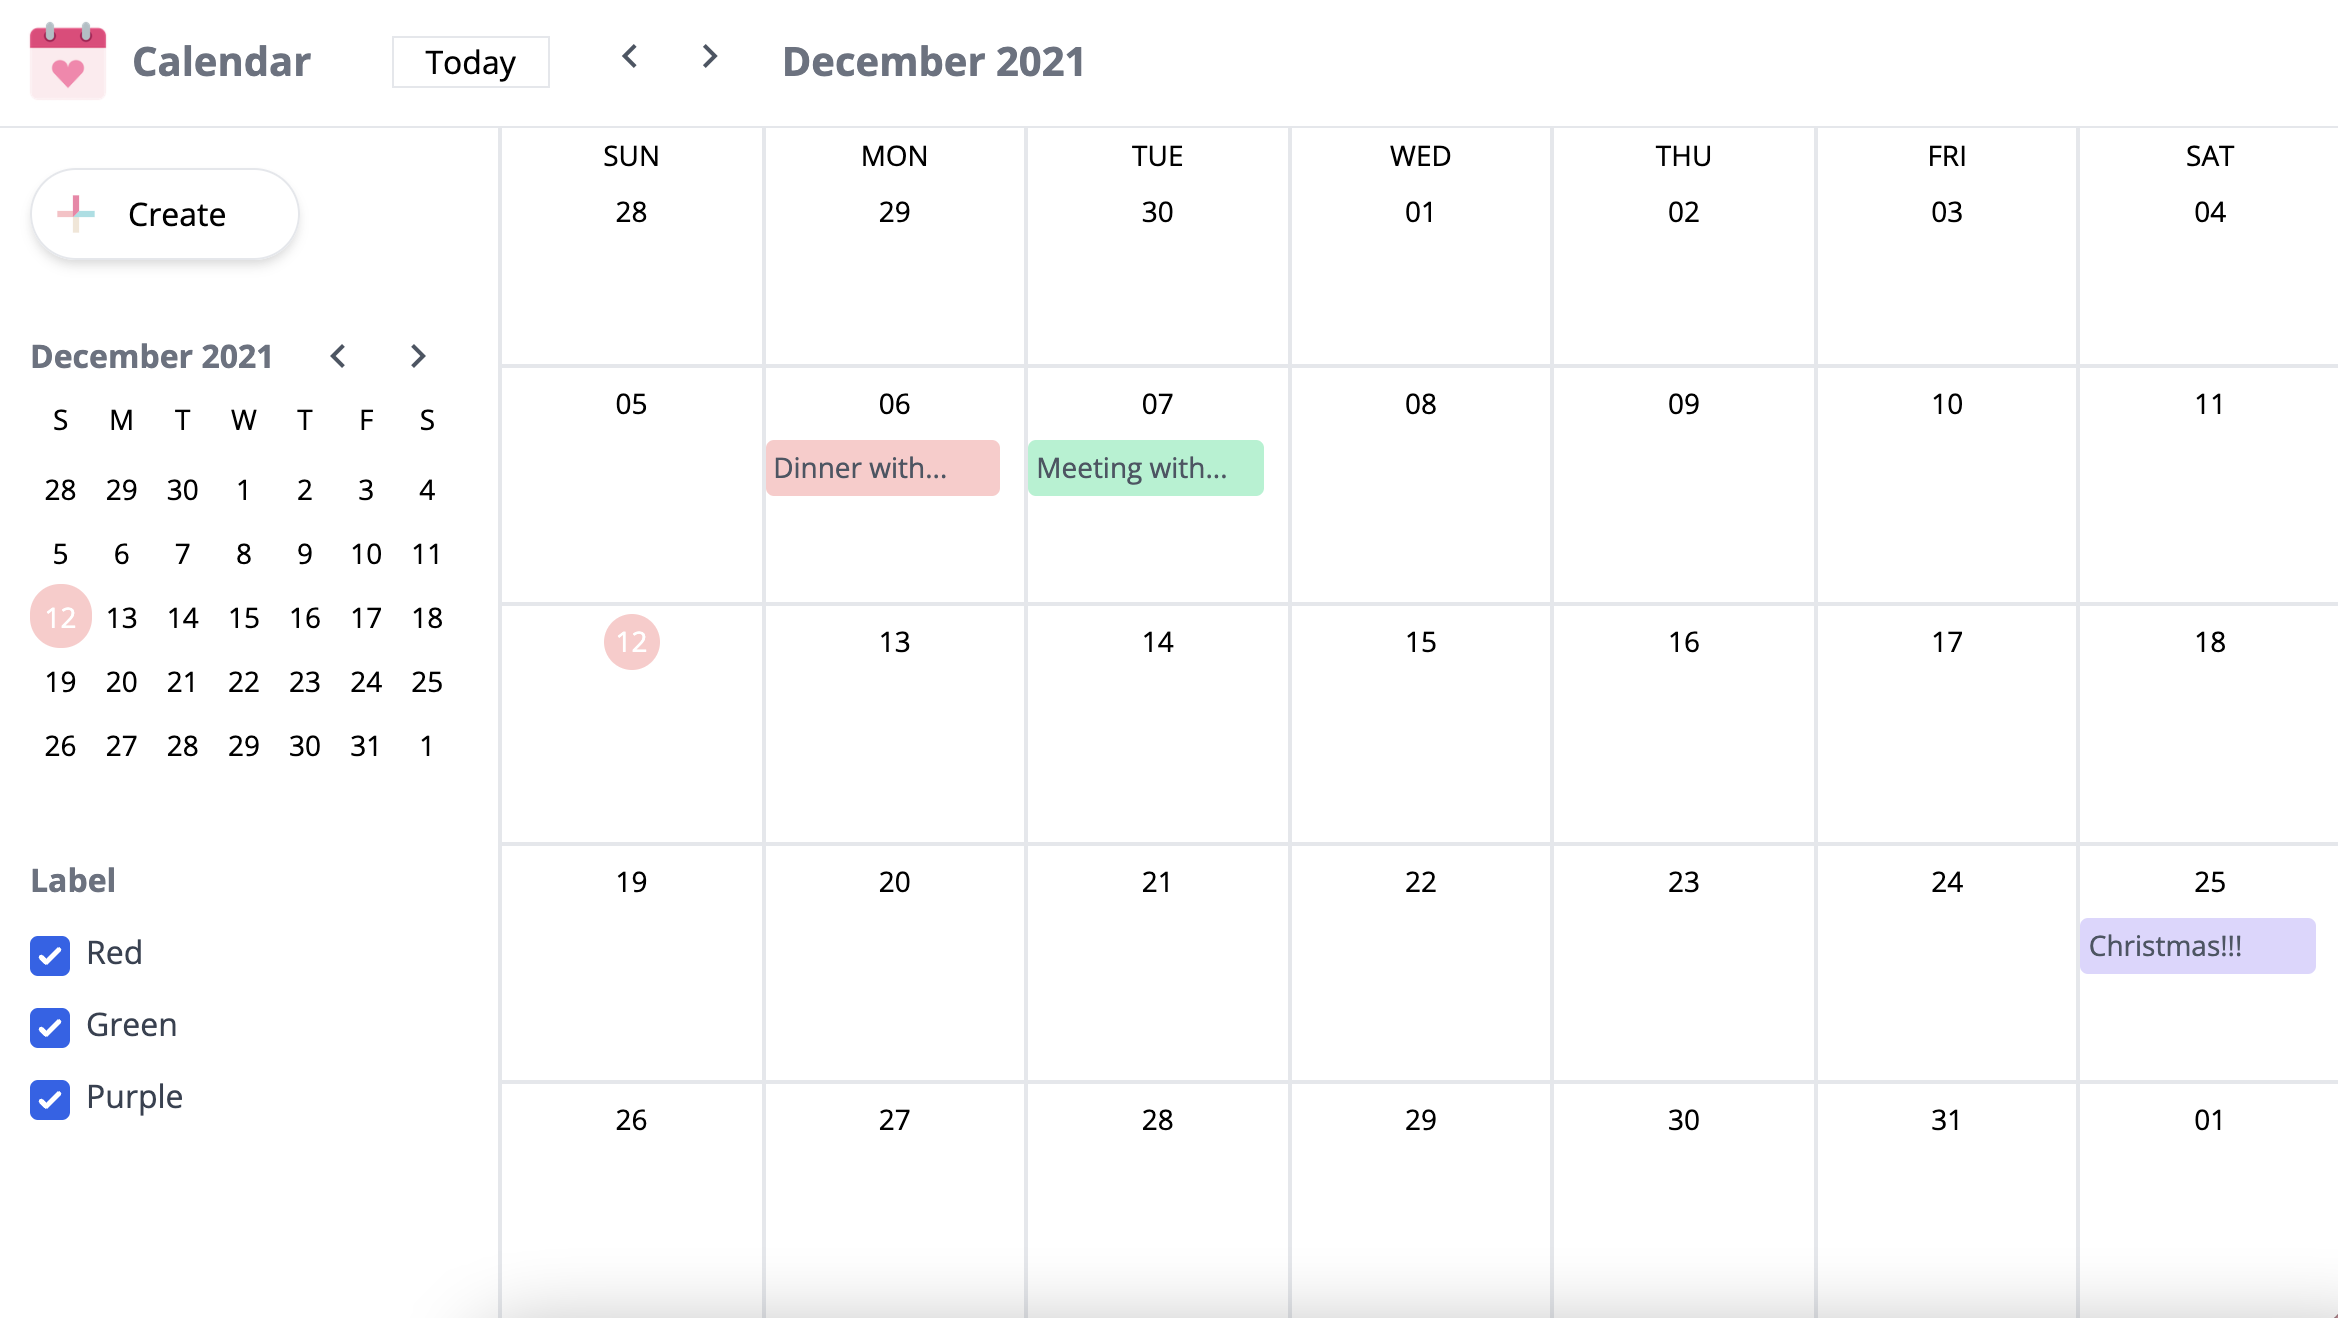 Calendar Today December 2021
Create
December 2021
S M T W T F S
28 29 30 1 2 3 4
5 6 7 8 9 10 11
12 13 14 15 16 17 18
19 20 21 22 23 24 25
26 27 28 29 30 31 1
Label
Red
Green
Purple
SUN MON TUE WED THU FRI SAT
28 29 30 01 02 03 04
05 06 07 08 09 10 11
Dinner with... Meeting with...
12 13 14 15 16 17 18
19 20 21 22 23 24 25
Christmas!!!
26 27 28 29 30 31 01